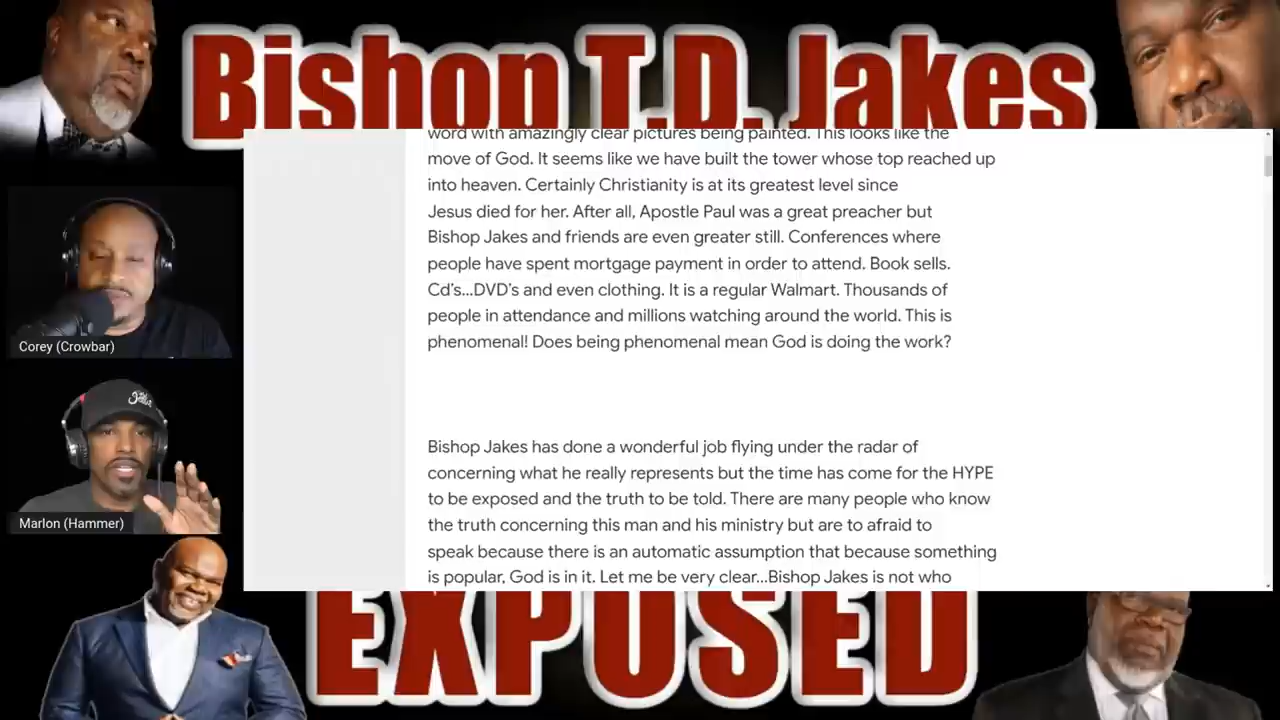 Bishop T.D. Jakes
word with amazingly clear pictures being painted. This looks like the
move of God. It seems like we have built the tower whose top reached up
into heaven. Certainly Christianity is at its greatest level since
Jesus died for her. After all, Apostle Paul was a great preacher but
Bishop Jakes and friends are even greater still. Conferences where
people have spent mortgage payment in order to attend. Book sells.
Cd's...DVD's and even clothing. It is a regular Walmart. Thousands of
people in attendance and millions watching around the world. This is
phenomenal! Does being phenomenal mean God is doing the work?
Bishop Jakes has done a wonderful job flying under the radar of
concerning what he really represents but the time has come for the HYPE
to be exposed and the truth to be told. There are many people who know
the truth concerning this man and his ministry but are to afraid to
speak because there is an automatic assumption that because something
is popular, God is in it. Let me be very clear...Bishop Jakes is not who
Corey (Crowbar)
Marlon (Hammer)
EXPOSED